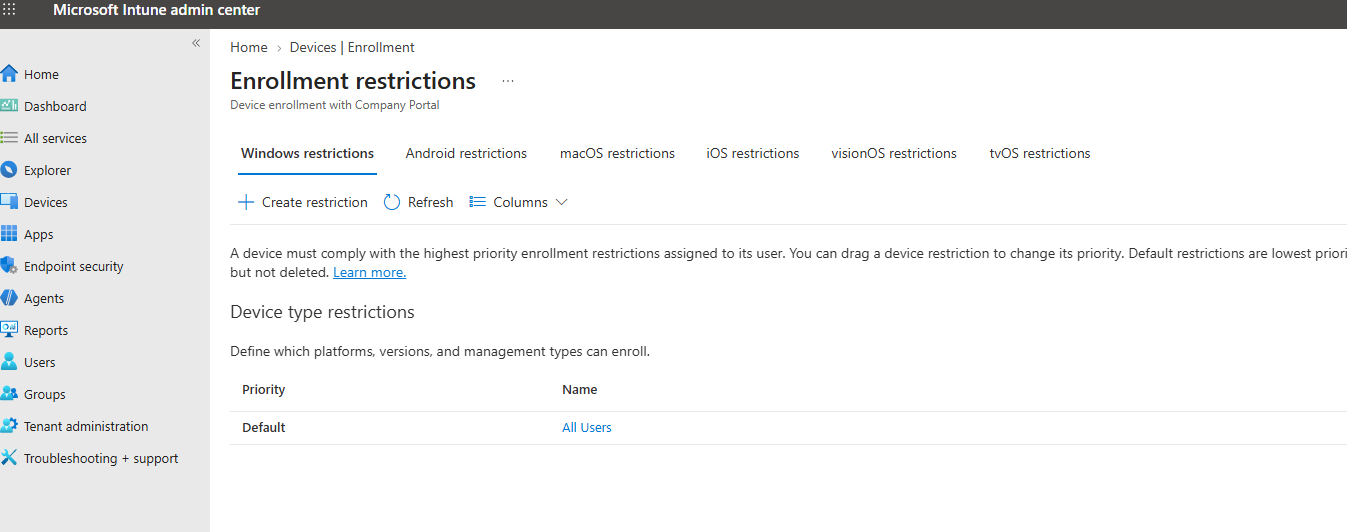 Microsoft Intune admin center
Home
Dashboard
All services
Explorer
Devices
Apps
Endpoint security
Agents
Reports
Users
Groups
Tenant administration
Troubleshooting + support
Home > Devices | Enrollment
Enrollment restrictions ...
Device enrollment with Company Portal
Windows restrictions Android restrictions macOS restrictions iOS restrictions visionOS restrictions tvOS restrictions
Create restriction Refresh Columns
A device must comply with the highest priority enrollment restrictions assigned to its user. You can drag a device restriction to change its priority. Default restrictions are lowest priori
but not deleted. Learn more.
Device type restrictions
Define which platforms, versions, and management types can enroll.
Priority Name
Default All Users